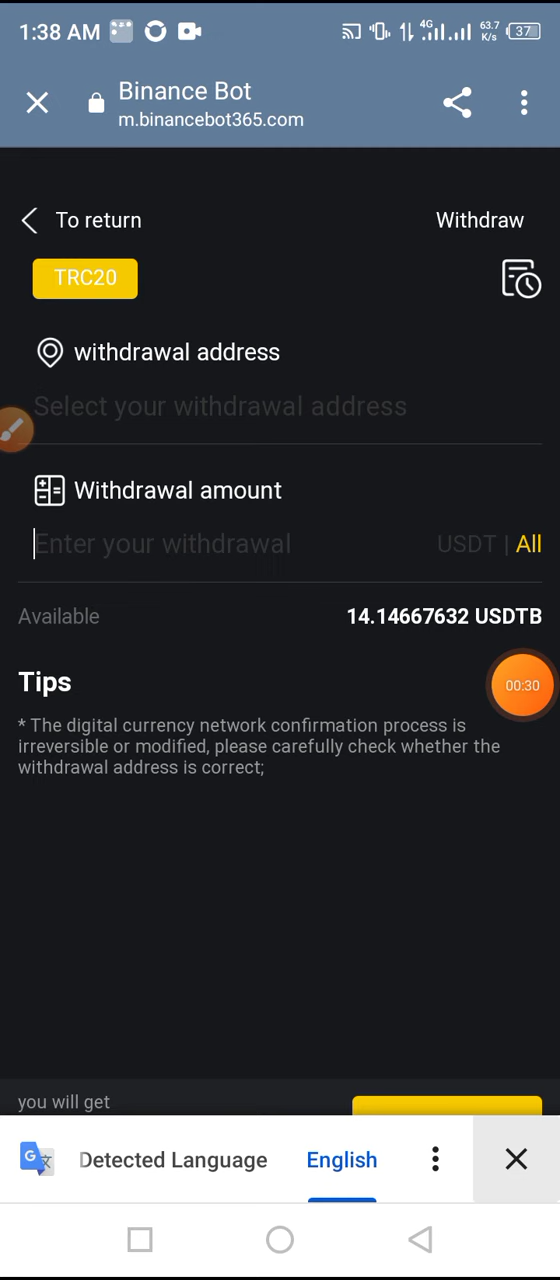 1:38 AM 4G 63.7 K/s 37
Binance Bot
m.binancebot365.com
To return Withdraw
TRC20
withdrawal address
Select your withdrawal address
Withdrawal amount
Enter your withdrawal USDT | All
Available 14.14667632 USDTB
Tips
00:30
* The digital currency network confirmation process is
irreversible or modified, please carefully check whether the
withdrawal address is correct;
you will get
G 文 Detected Language English